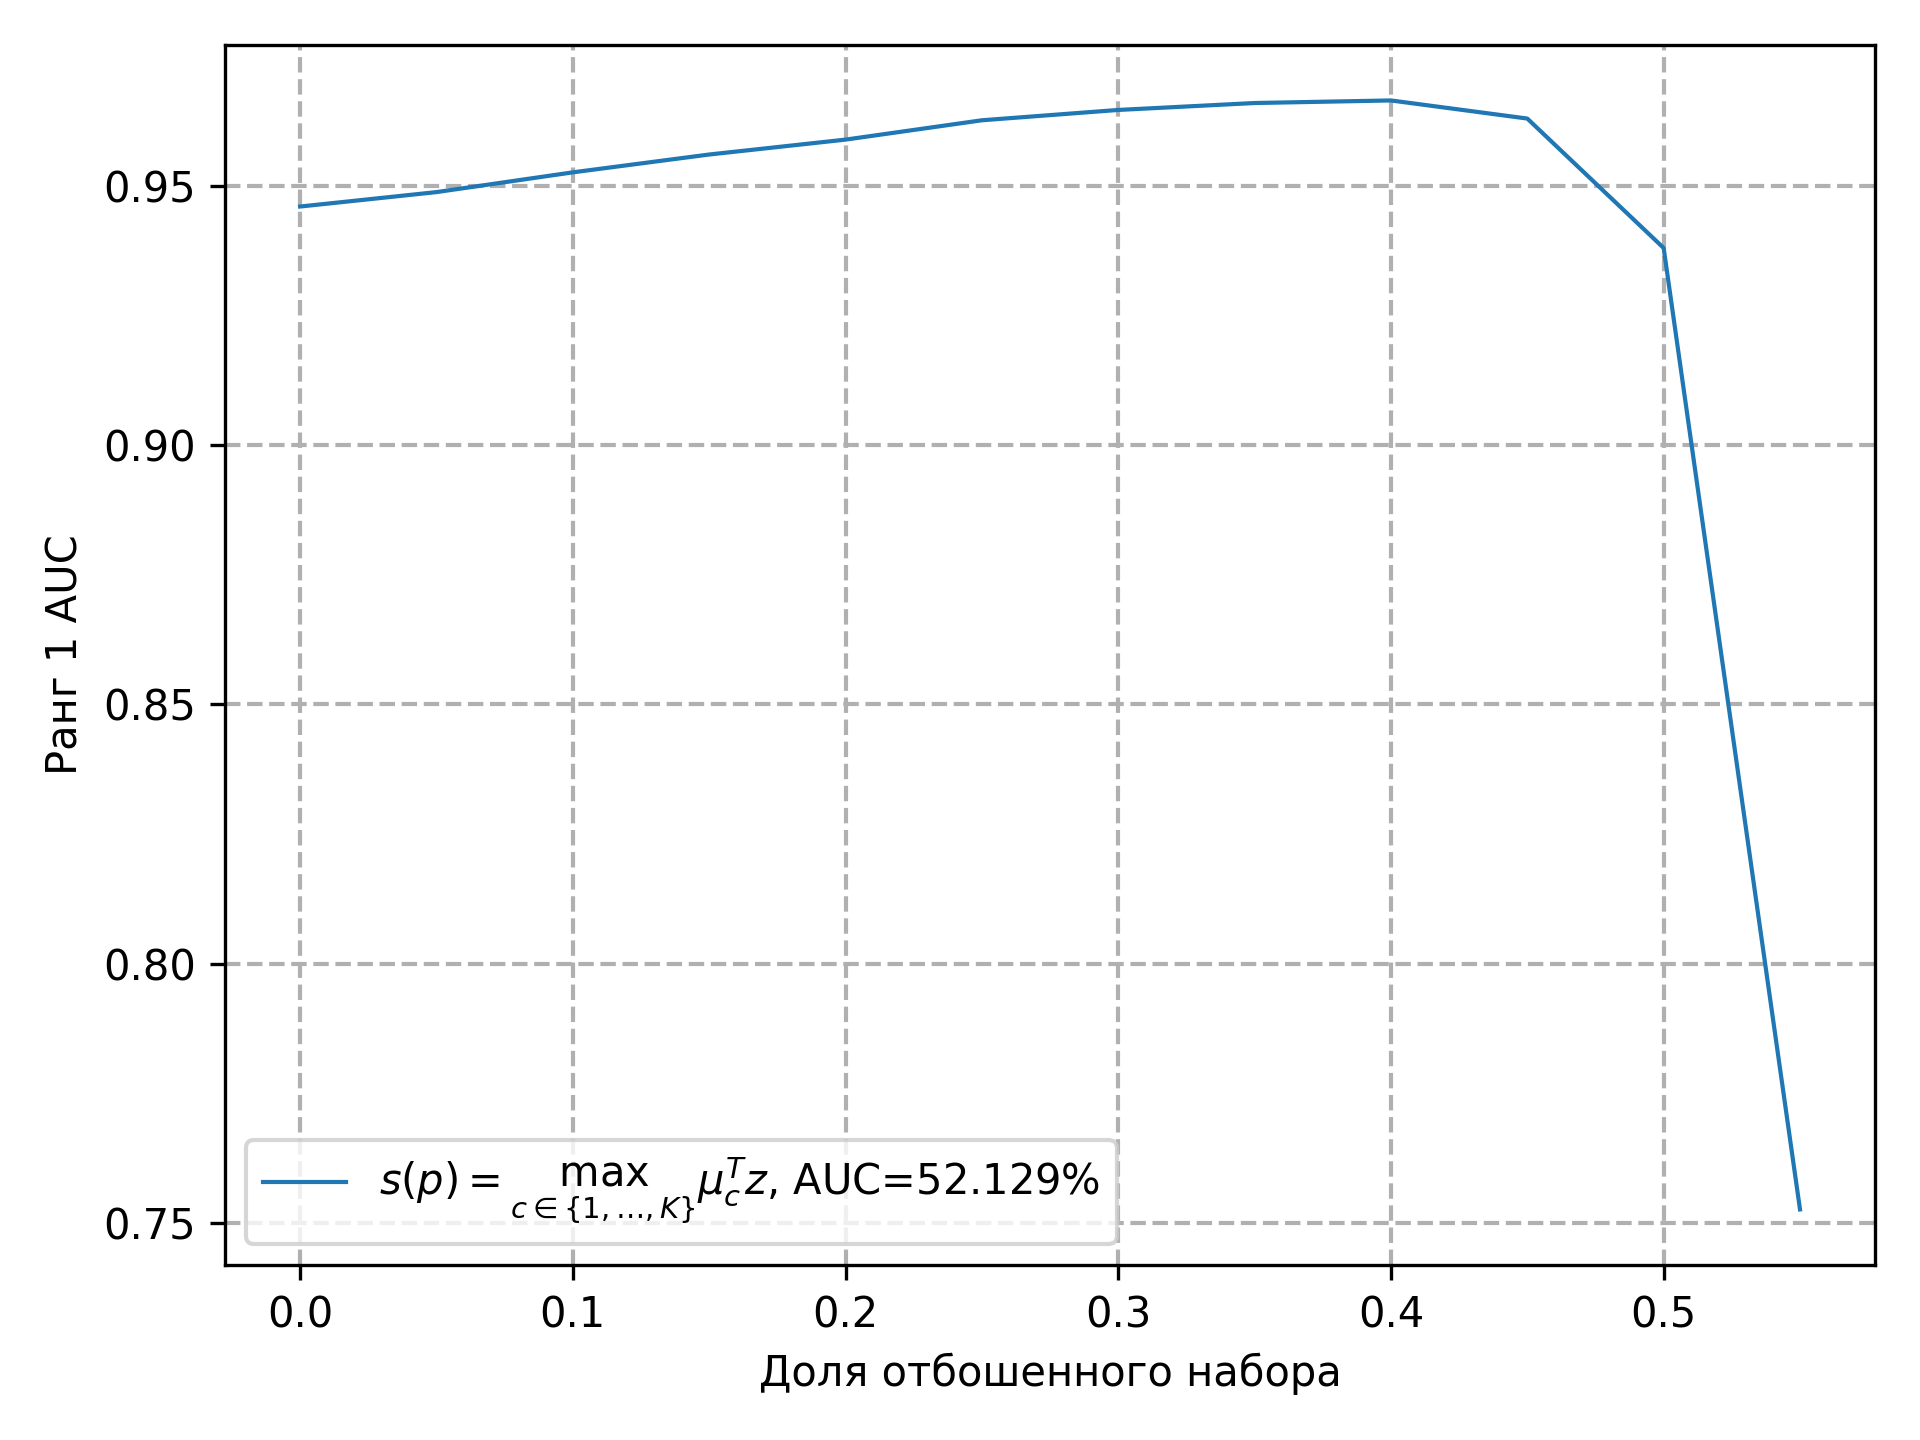 0.95
0.90
0.85
0.80
0.75
Ранг 1 AUC
s(p) = max c∈{1,...,K} μ_c^T z, AUC=52.129%
0.0 0.1 0.2 0.3 0.4 0.5
Доля отбошенного набора